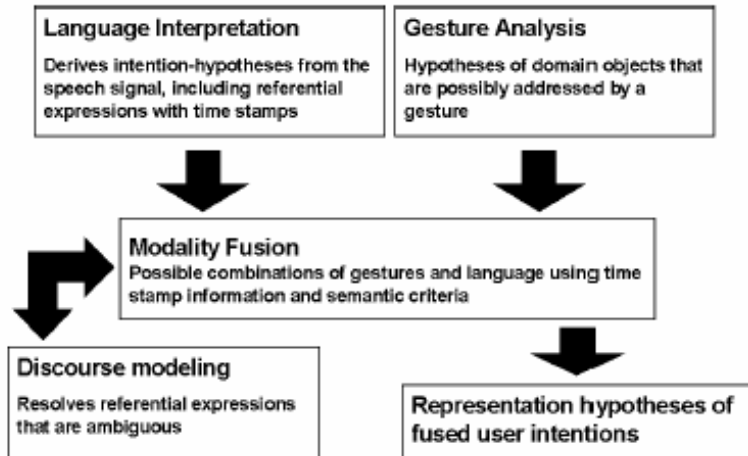 Language Interpretation
Derives intention-hypotheses from the
speech signal, including referential
expressions with time stamps
Gesture Analysis
Hypotheses of domain objects that
are possibly addressed by a
gesture
Modality Fusion
Possible combinations of gestures and language using time
stamp information and semantic criteria
Discourse modeling
Resolves referential expressions
that are ambiguous
Representation hypotheses of
fused user intentions